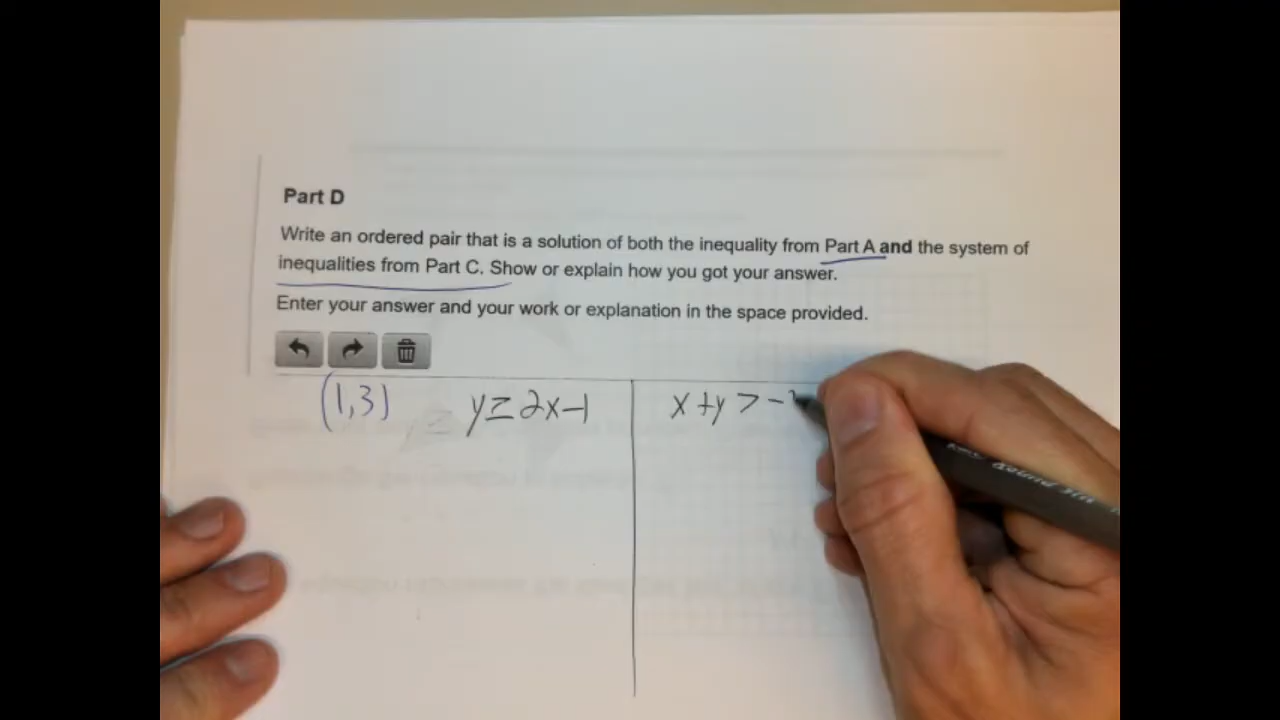 Part D
Write an ordered pair that is a solution of both the inequality from Part A and the system of
inequalities from Part C. Show or explain how you got your answer.
Enter your answer and your work or explanation in the space provided.
(1,3) y ≥ 2x-1 x+y > -